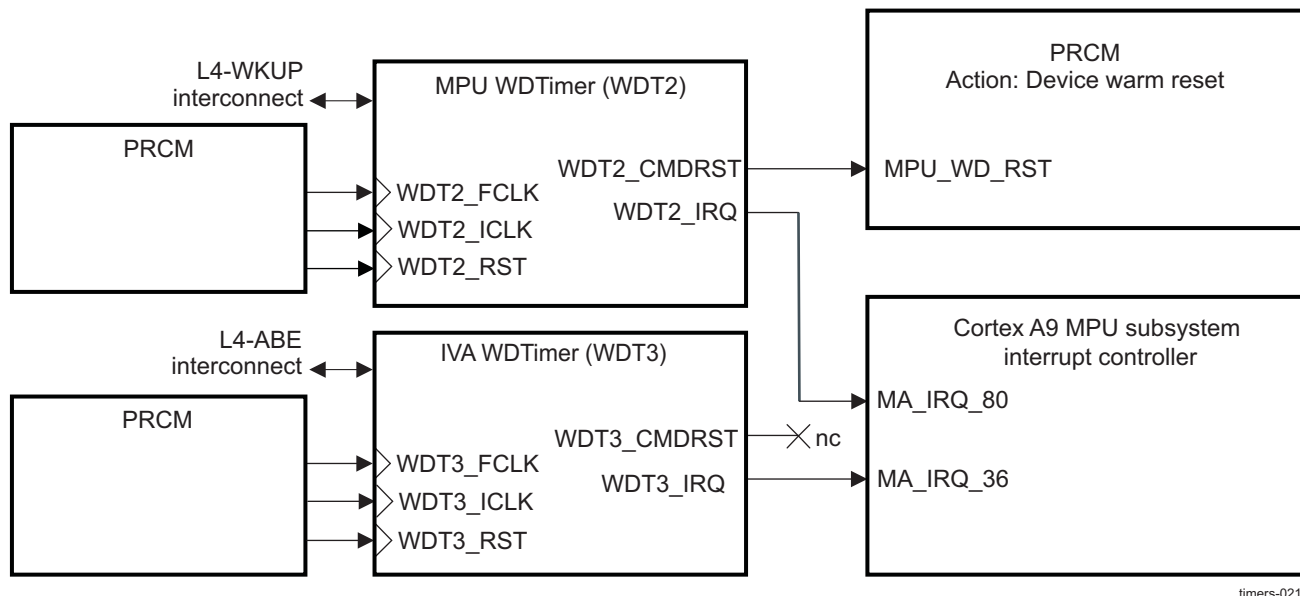 L4-WKUP
interconnect
PRCM
MPU WDTimer (WDT2)
WDT2_FCLK
WDT2_ICLK
WDT2_RST
WDT2_CMDRST
WDT2_IRQ
PRCM
Action: Device warm reset
MPU_WD_RST
L4-ABE
interconnect
PRCM
IVA WDTimer (WDT3)
WDT3_FCLK
WDT3_ICLK
WDT3_RST
WDT3_CMDRST
nc
WDT3_IRQ
Cortex A9 MPU subsystem
interrupt controller
MA_IRQ_80
MA_IRQ_36
timers-021